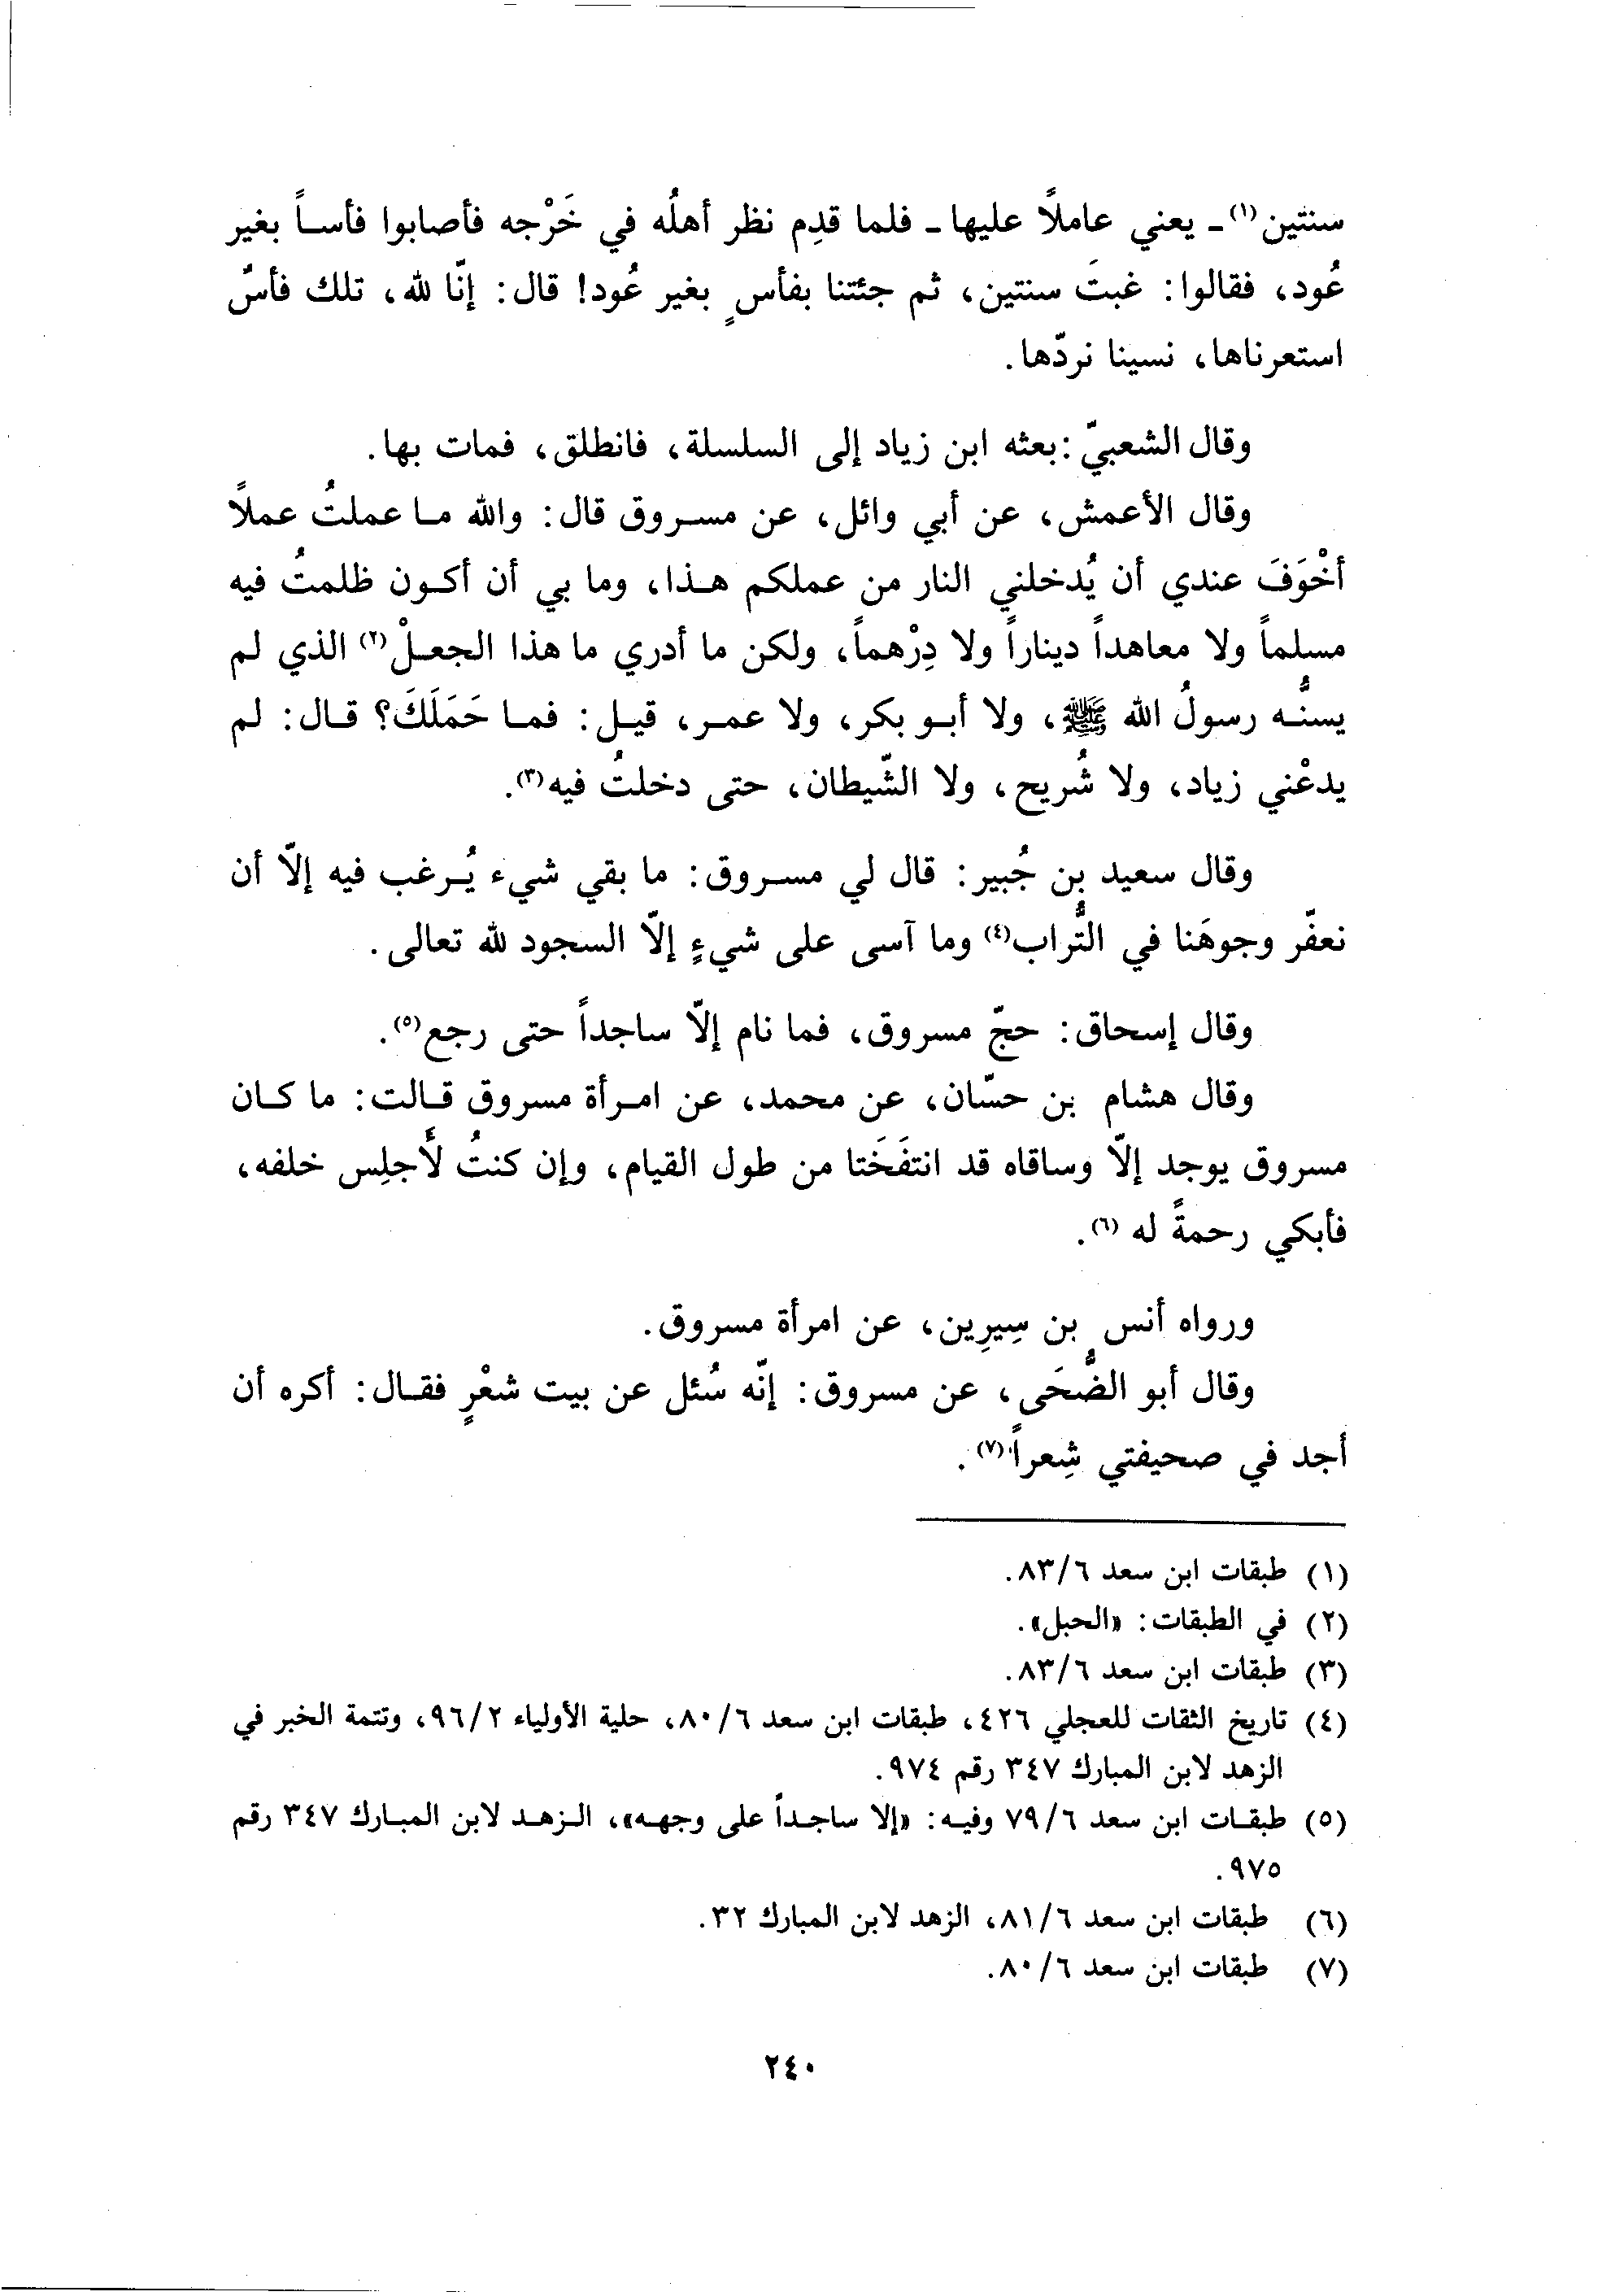 سنتين(١) ـ يعني عاملاً عليها ـ فلما قدِم نظر أهلُه في خَرْجه فأصابوا فأساً بغير
عُود، فقالوا: غبتَ سنتين، ثم جئتنا بفأسٍ بغير عُود! قال: إنّا لله، تلك فأسٌ
استعرناها، نسينا نردّها.
وقال الشعبيّ: بعثه ابن زياد إلى السلسلة، فانطلق، فمات بها.
وقال الأعمش، عن أبي وائل، عن مسروق قال: والله ما عملتُ عملاً
أخْوَفَ عندي أن يُدخلني النار من عملكم هذا، وما بي أن أكون ظلمتُ فيه
مسلماً ولا معاهداً ديناراً ولا دِرْهماً، ولكن ما أدري ما هذا الجعلْ(٢) الذي لم
يسنُّه رسولُ الله ﷺ، ولا أبو بكر، ولا عمر، قيل: فما حَمَلَكَ؟ قال: لم
يدعْني زياد، ولا شُريح، ولا الشّيطان، حتى دخلتُ فيه(٣).
وقال سعيد بن جُبير: قال لي مسروق: ما بقي شيء يُرغب فيه إلاّ أن
نعفّر وجوهَنا في التُّراب(٤) وما آسى على شيءٍ إلاّ السجود لله تعالى.
وقال إسحاق: حجّ مسروق، فما نام إلاّ ساجداً حتى رجع(٥).
وقال هشام بن حسّان، عن محمد، عن امرأة مسروق قالت: ما كان
مسروق يوجد إلاّ وساقاه قد انتفَخَتا من طول القيام، وإن كنتُ لأَجلِس خلفه،
فأبكي رحمةً له (٦).
ورواه أنس بن سِيرِين، عن امرأة مسروق.
وقال أبو الضُّحَى، عن مسروق: إنّه سُئل عن بيت شعْرٍ فقال: أكره أن
أجد في صحيفتي شِعراً(٧).
(١) طبقات ابن سعد ٨٣/٦.
(٢) في الطبقات: «الحبل».
(٣) طبقات ابن سعد ٨٣/٦.
(٤) تاريخ الثقات للعجلي ٤٢٦، طبقات ابن سعد ٨٠/٦، حلية الأولياء ٩٦/٢، وتتمة الخبر في
الزهد لابن المبارك ٣٤٧ رقم ٩٧٤.
(٥) طبقات ابن سعد ٧٩/٦ وفيه: «إلا ساجداً على وجهه»، الزهد لابن المبارك ٣٤٧ رقم
٩٧٥.
(٦) طبقات ابن سعد ٨١/٦، الزهد لابن المبارك ٣٢.
(٧) طبقات ابن سعد ٨٠/٦.
٢٤٠